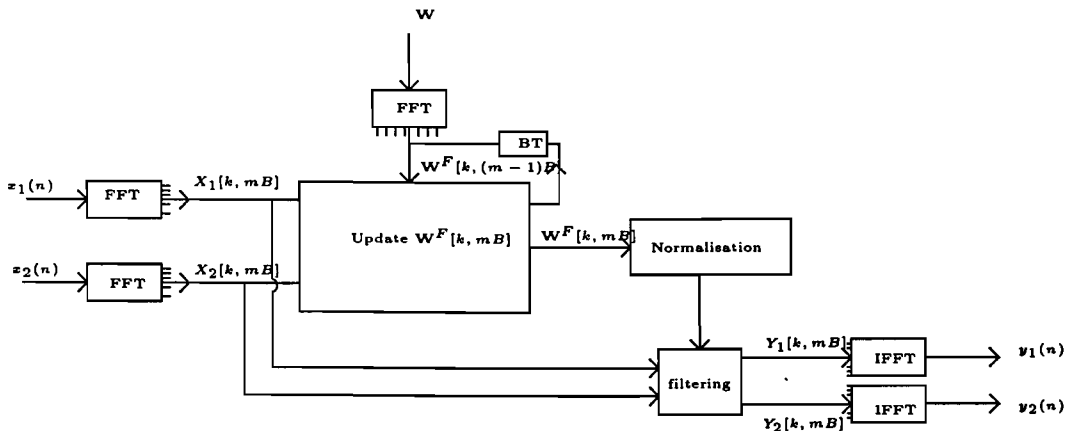 W
FFT
BT
W^F[k, (m − 1)B]
x1(n)
FFT
X1[k, mB]
Update W^F[k, mB]
W^F[k, mB]
Normalisation
x2(n)
FFT
X2[k, mB]
filtering
Y1[k, mB]
IFFT
y1(n)
Y2[k, mB]
IFFT
y2(n)